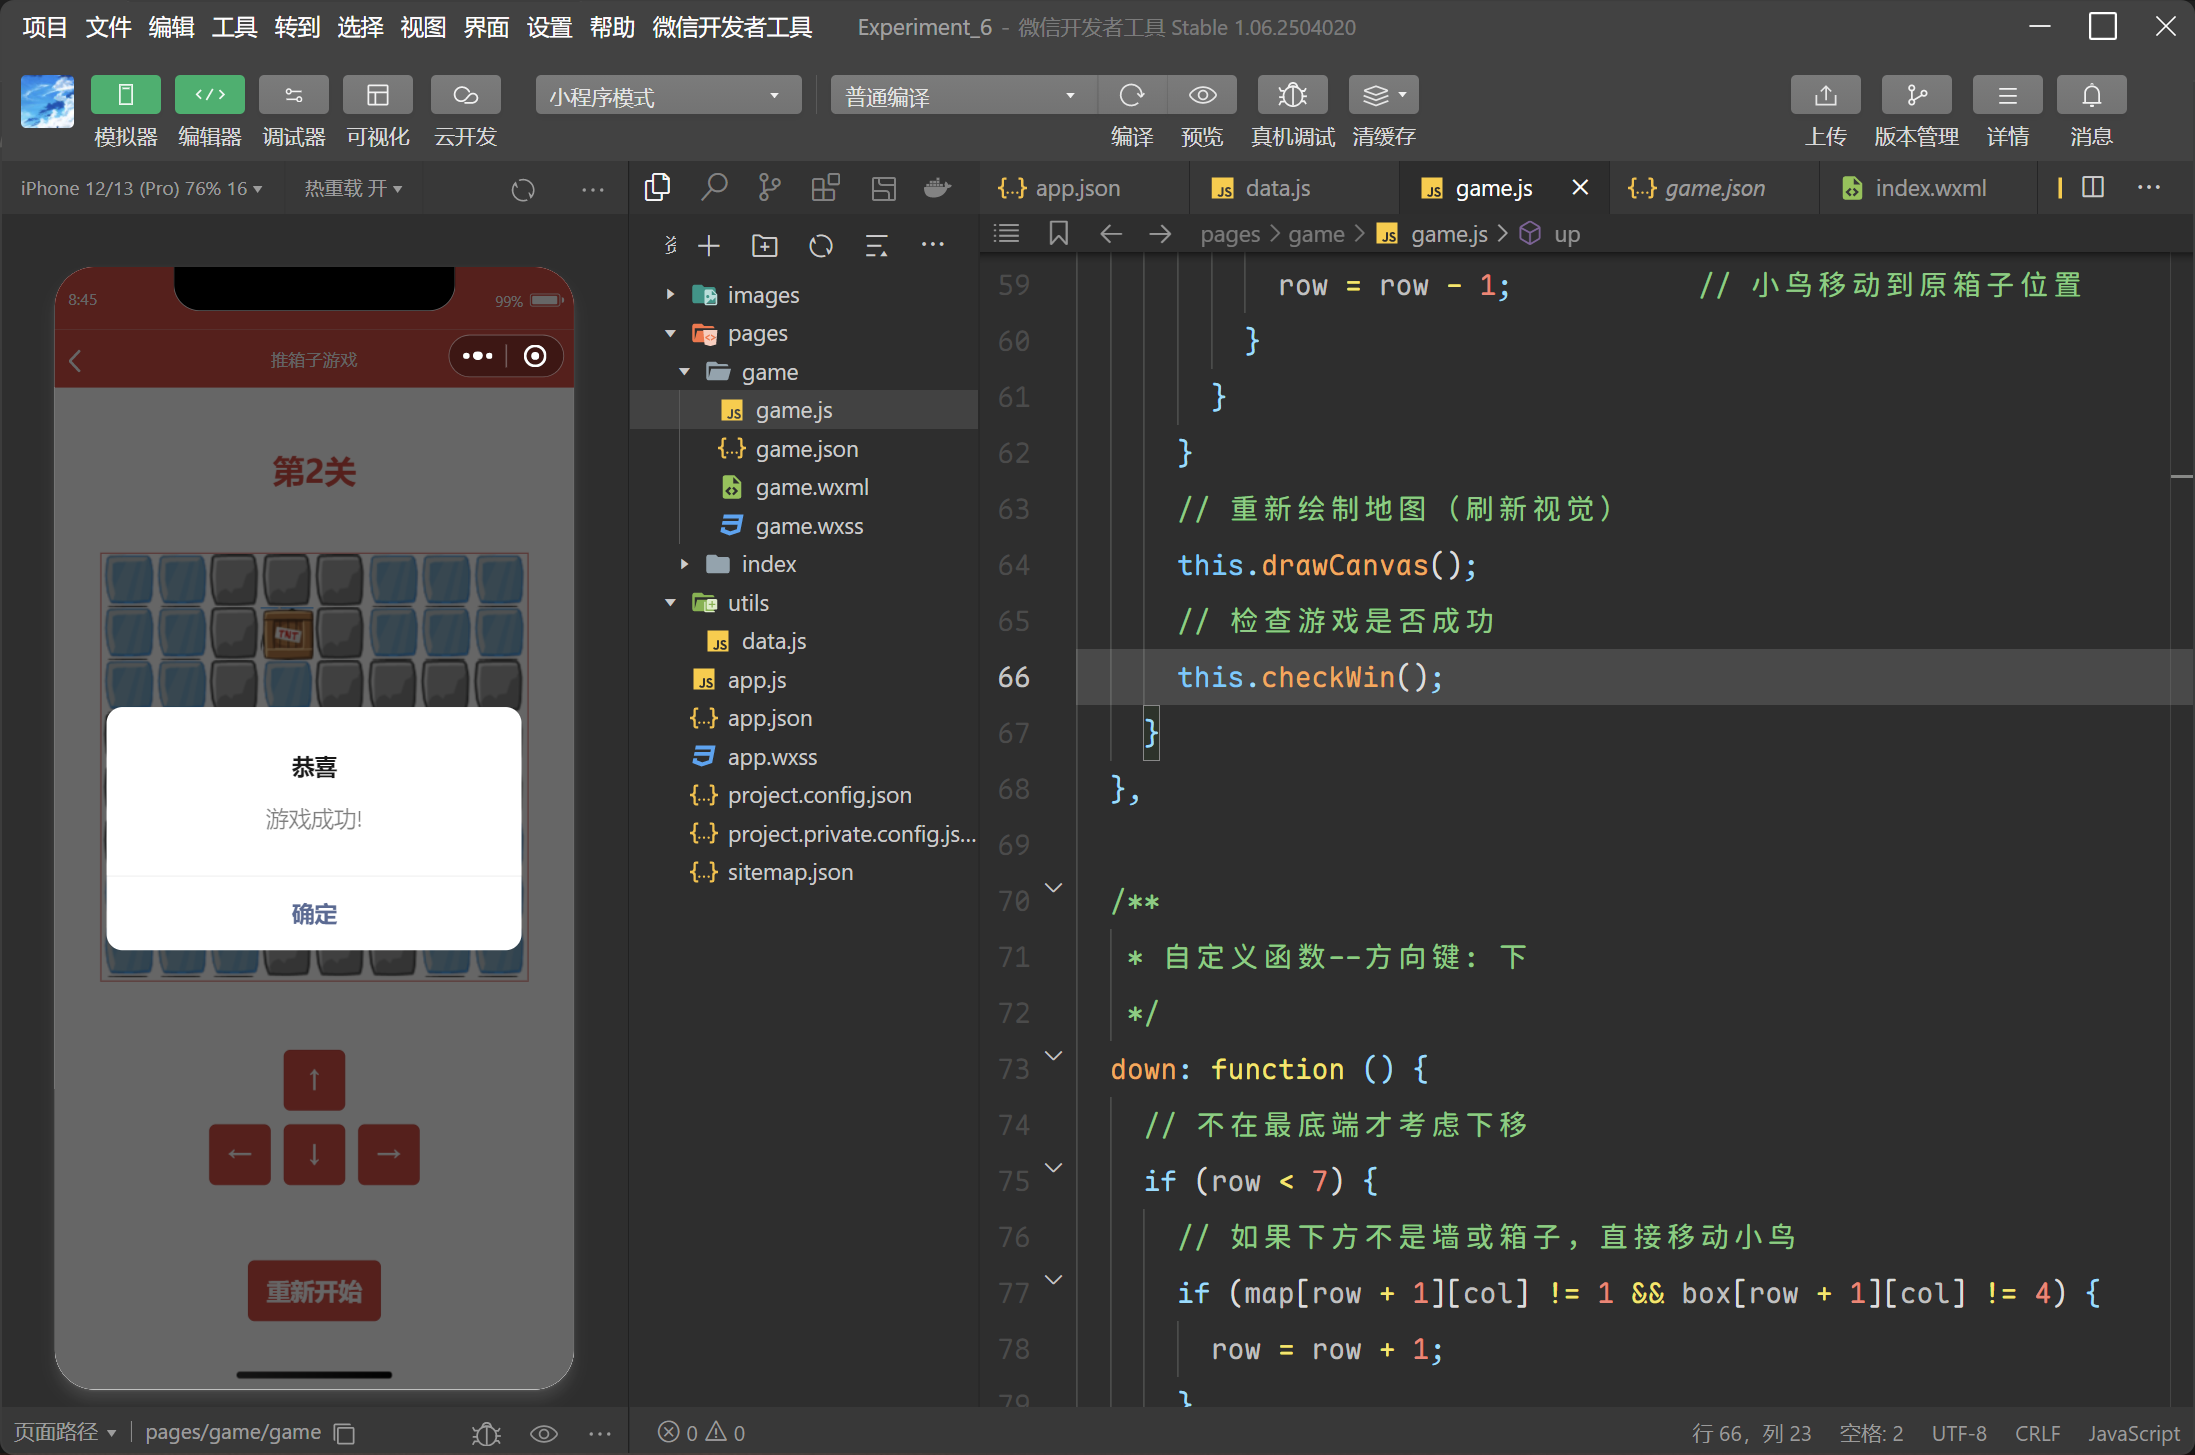 项目 文件 编辑 工具 转到 选择 视图 界面 设置 帮助 微信开发者工具 Experiment_6 - 微信开发者工具 Stable 1.06.2504020
小程序模式 普通编译
模拟器 编辑器 调试器 可视化 云开发 编译 预览 真机调试 清缓存 上传 版本管理 详情 消息
iPhone 12/13 (Pro) 76% 16 热重载 开
app.json data.js game.js game.json index.wxml
pages > game > game.js > up
8:45 99%
推箱子游戏
第2关
TNT
恭喜
游戏成功!
确定
↑
← ↓ →
重新开始
页面路径 pages/game/game
images
pages
game
game.js
game.json
game.wxml
game.wxss
index
utils
data.js
app.js
app.json
app.wxss
project.config.json
project.private.config.js...
sitemap.json
59 row = row - 1; // 小鸟移动到原箱子位置
60 }
61 }
62 }
63 // 重新绘制地图（刷新视觉）
64 this.drawCanvas();
65 // 检查游戏是否成功
66 this.checkWin();
67 }
68 },
69
70 /**
71 * 自定义函数--方向键: 下
72 */
73 down: function () {
74 // 不在最底端才考虑下移
75 if (row < 7) {
76 // 如果下方不是墙或箱子，直接移动小鸟
77 if (map[row + 1][col] != 1 && box[row + 1][col] != 4) {
78 row = row + 1;
79 }
0 0
行 66，列 23 空格: 2 UTF-8 CRLF JavaScript